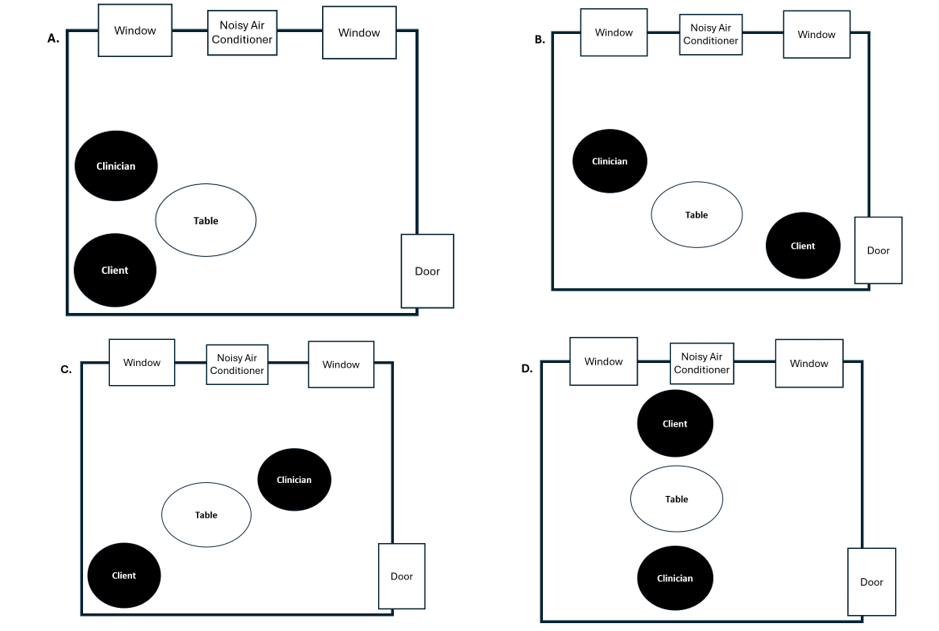 A.
Window
Noisy Air
Conditioner
Window
Clinician
Table
Client
Door
B.
Window
Noisy Air
Conditioner
Window
Clinician
Table
Client
Door
C.
Window
Noisy Air
Conditioner
Window
Clinician
Table
Client
Door
D.
Window
Noisy Air
Conditioner
Window
Client
Table
Clinician
Door